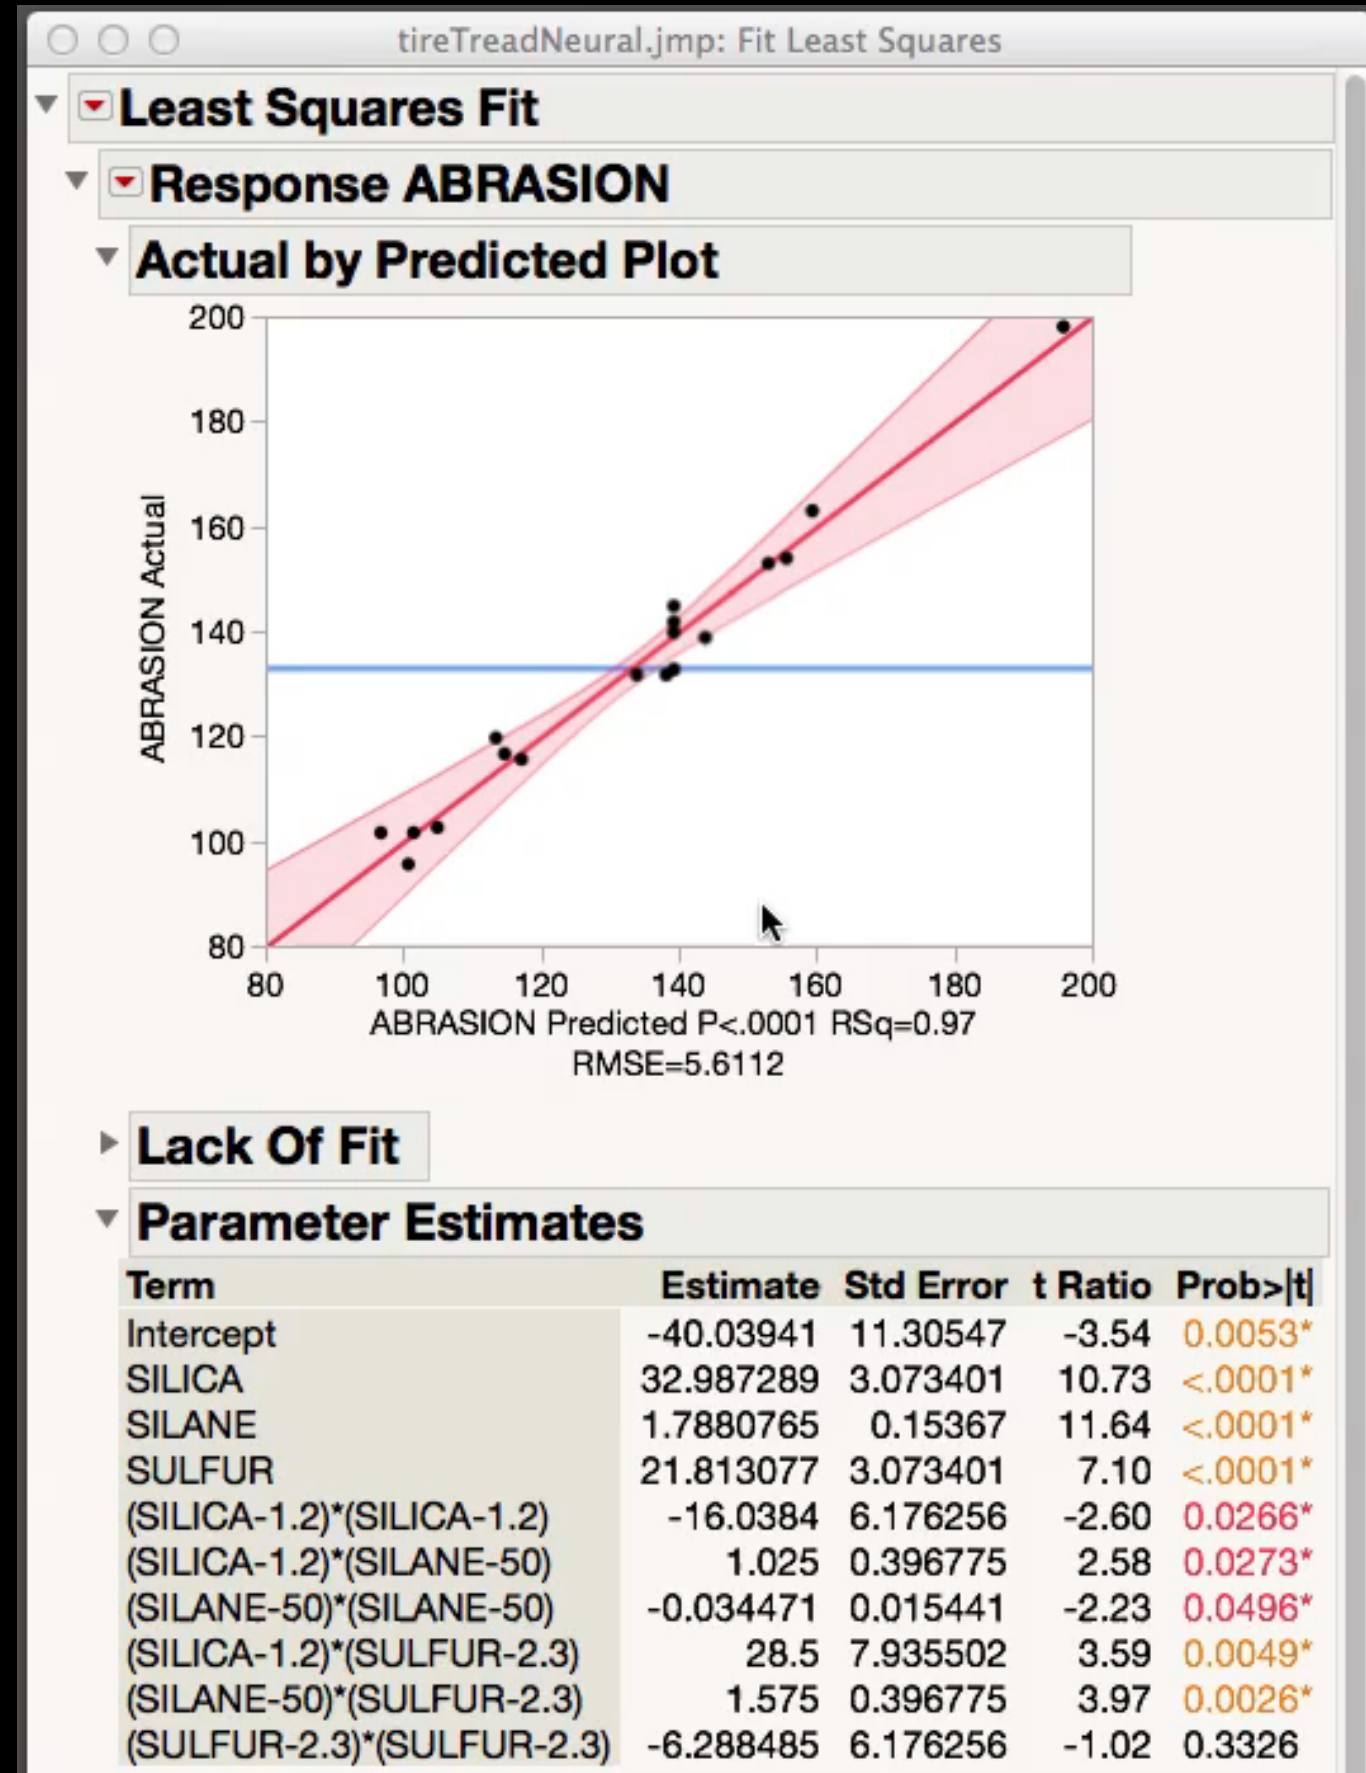 tireTreadNeural.jmp: Fit Least Squares
Least Squares Fit
Response ABRASION
Actual by Predicted Plot
200
180
160
140
120
100
80
ABRASION Actual
80 100 120 140 160 180 200
ABRASION Predicted P<.0001 RSq=0.97
RMSE=5.6112
Lack Of Fit
Parameter Estimates
Term Estimate Std Error t Ratio Prob>|t|
Intercept -40.03941 11.30547 -3.54 0.0053*
SILICA 32.987289 3.073401 10.73 <.0001*
SILANE 1.7880765 0.15367 11.64 <.0001*
SULFUR 21.813077 3.073401 7.10 <.0001*
(SILICA-1.2)*(SILICA-1.2) -16.0384 6.176256 -2.60 0.0266*
(SILICA-1.2)*(SILANE-50) 1.025 0.396775 2.58 0.0273*
(SILANE-50)*(SILANE-50) -0.034471 0.015441 -2.23 0.0496*
(SILICA-1.2)*(SULFUR-2.3) 28.5 7.935502 3.59 0.0049*
(SILANE-50)*(SULFUR-2.3) 1.575 0.396775 3.97 0.0026*
(SULFUR-2.3)*(SULFUR-2.3) -6.288485 6.176256 -1.02 0.3326